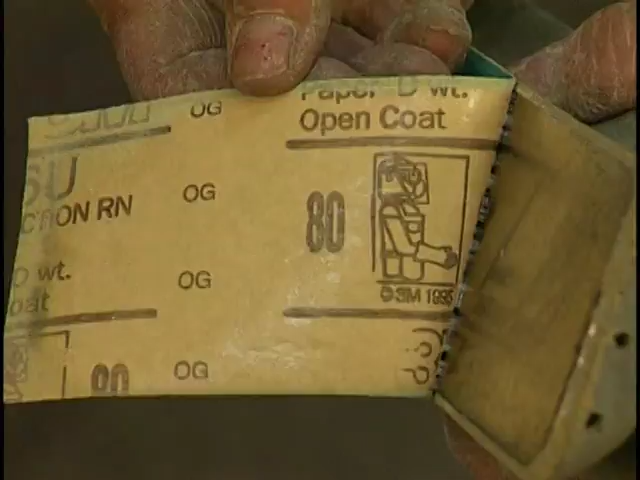 OG
Paper D wt.
Open Coat
SU
OG
CTION RN
80
D wt.
OG
oat
©3M 1995
OG
80